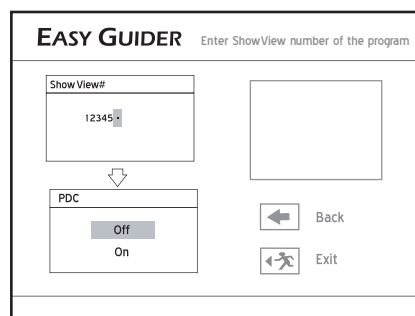 EASY GUIDER Enter ShowView number of the program
Show View#
12345 -
PDC
Off
On
Back
Exit